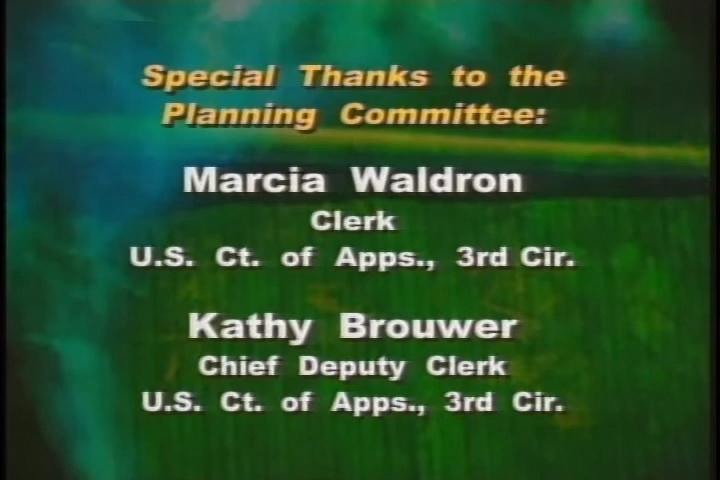 Special Thanks to the
Planning Committee:
Marcia Waldron
Clerk
U.S. Ct. of Apps., 3rd Cir.
Kathy Brouwer
Chief Deputy Clerk
U.S. Ct. of Apps., 3rd Cir.